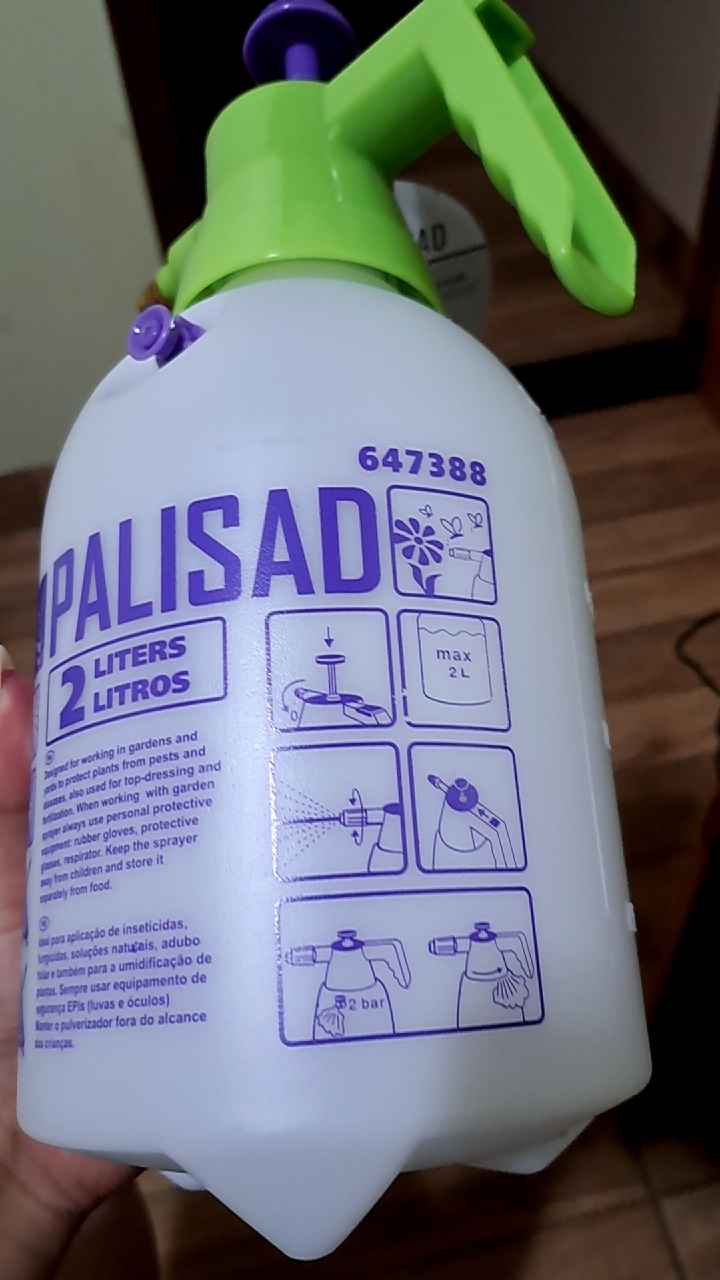 AD
647388
PALISAD
2 LITERS
LITROS
max
2 L
Designed for working in gardens and
yards to protect plants from pests and
diseases, also used for top-dressing and
fertilization. When working with garden
sprayer always use personal protective
equipment: rubber gloves, protective
glasses, respirator. Keep the sprayer
away from children and store it
separately from food.
Ideal para aplicação de inseticidas,
fungicidas, soluções naturais, adubo
foliar e também para a umidificação de
plantas. Sempre usar equipamento de
segurança EPIs (luvas e óculos)
Manter o pulverizador fora do alcance
das crianças.
2 bar